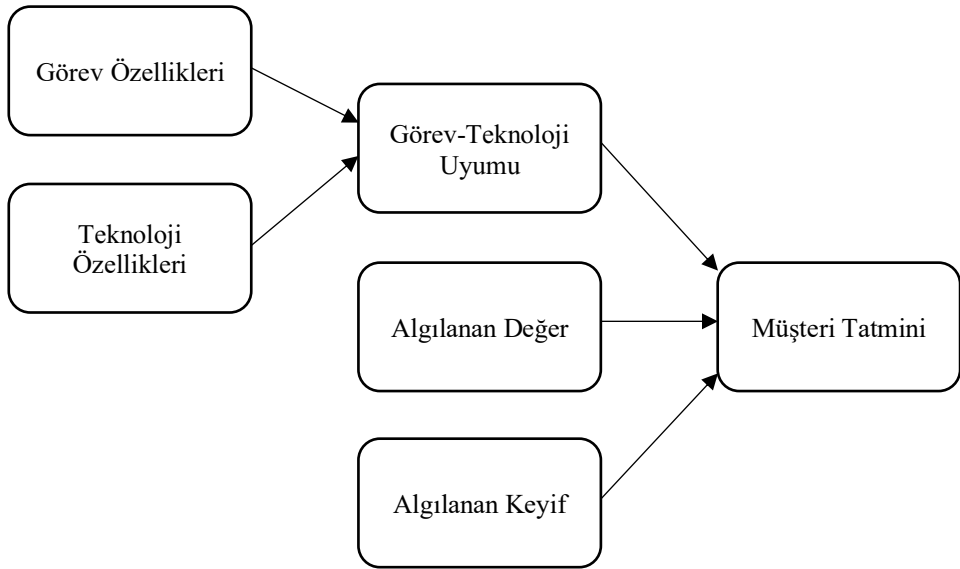 Görev Özellikleri
Teknoloji
Özellikleri
Görev-Teknoloji
Uyumu
Algılanan Değer
Algılanan Keyif
Müşteri Tatmini